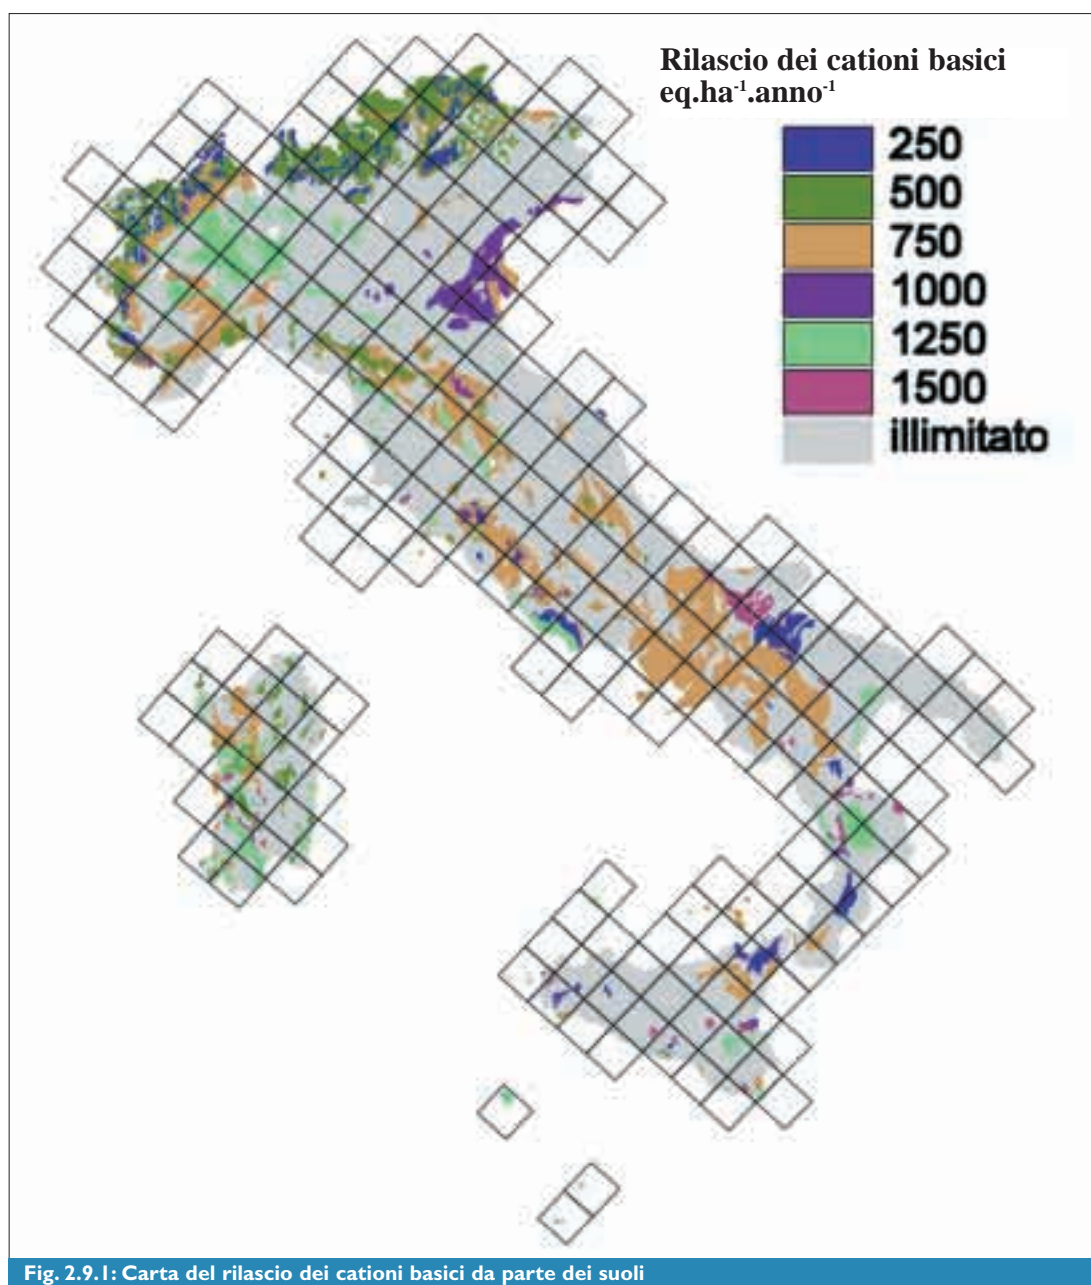 Rilascio dei cationi basici
eq.ha⁻¹.anno⁻¹
250
500
750
1000
1250
1500
illimitato
Fig. 2.9.1: Carta del rilascio dei cationi basici da parte dei suoli